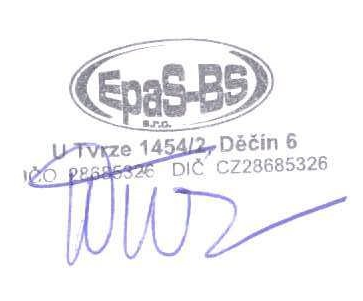 EpaS-BS
s.r.o.
U Tvrze 1454/2, Děčín 6
IČO 28685326 DIČ CZ28685326